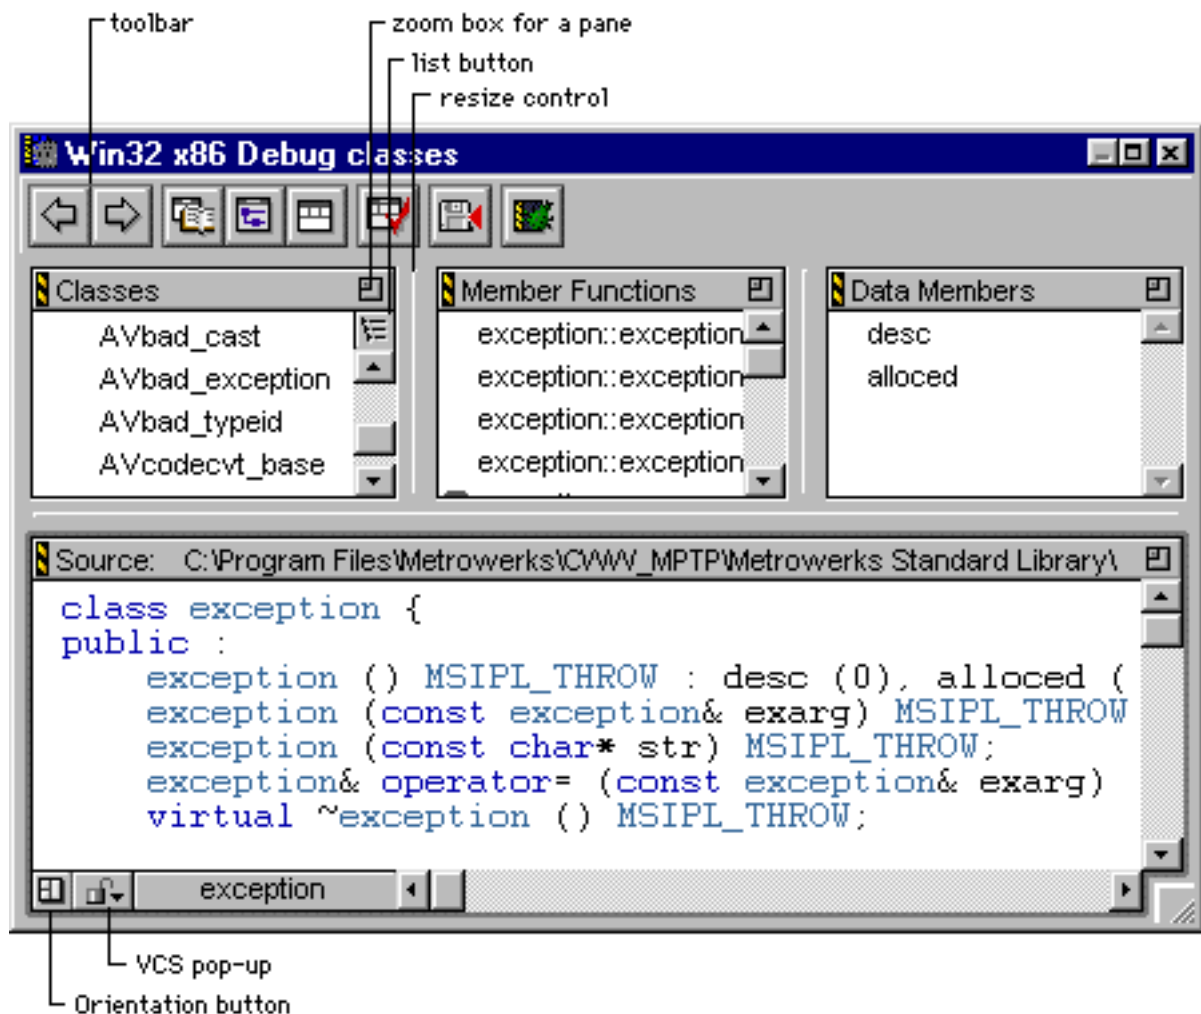 toolbar
zoom box for a pane
list button
resize control
Win32 x86 Debug classes
Classes
AVbad_cast
AVbad_exception
AVbad_typeid
AVcodecvt_base
Member Functions
exception::exception
exception::exception
exception::exception
exception::exception
Data Members
desc
alloced
Source: C:\Program Files\Metrowerks\CWWV_MPTP\Metrowerks Standard Library\
class exception {
public :
exception () MSIPL_THROW : desc (0), alloced (
exception (const exception& exarg) MSIPL_THROW
exception (const char* str) MSIPL_THROW;
exception& operator= (const exception& exarg)
virtual ~exception () MSIPL_THROW;
exception
VCS pop-up
Orientation button